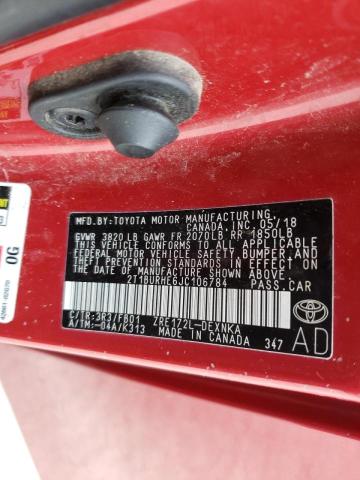 MFD.BY:TOYOTA MOTOR MANUFACTURING,
CANADA, INC. 05/18
GVWR 3820LB GAWR FR 2070LB RR 1850LB
THIS VEHICLE CONFORMS TO ALL APPLICABLE
FEDERAL MOTOR VEHICLE SAFETY, BUMPER, AND
THEFT PREVENTION STANDARDS IN EFFECT ON
THE DATE OF MANUFACTURE SHOWN ABOVE.
2T1BURHE6JC106784 PASS.CAR
C/TR:3R3/FB01 ZRE172L-DEXNKA
A/TM:-04A/K313 MADE IN CANADA 347
AD
0G